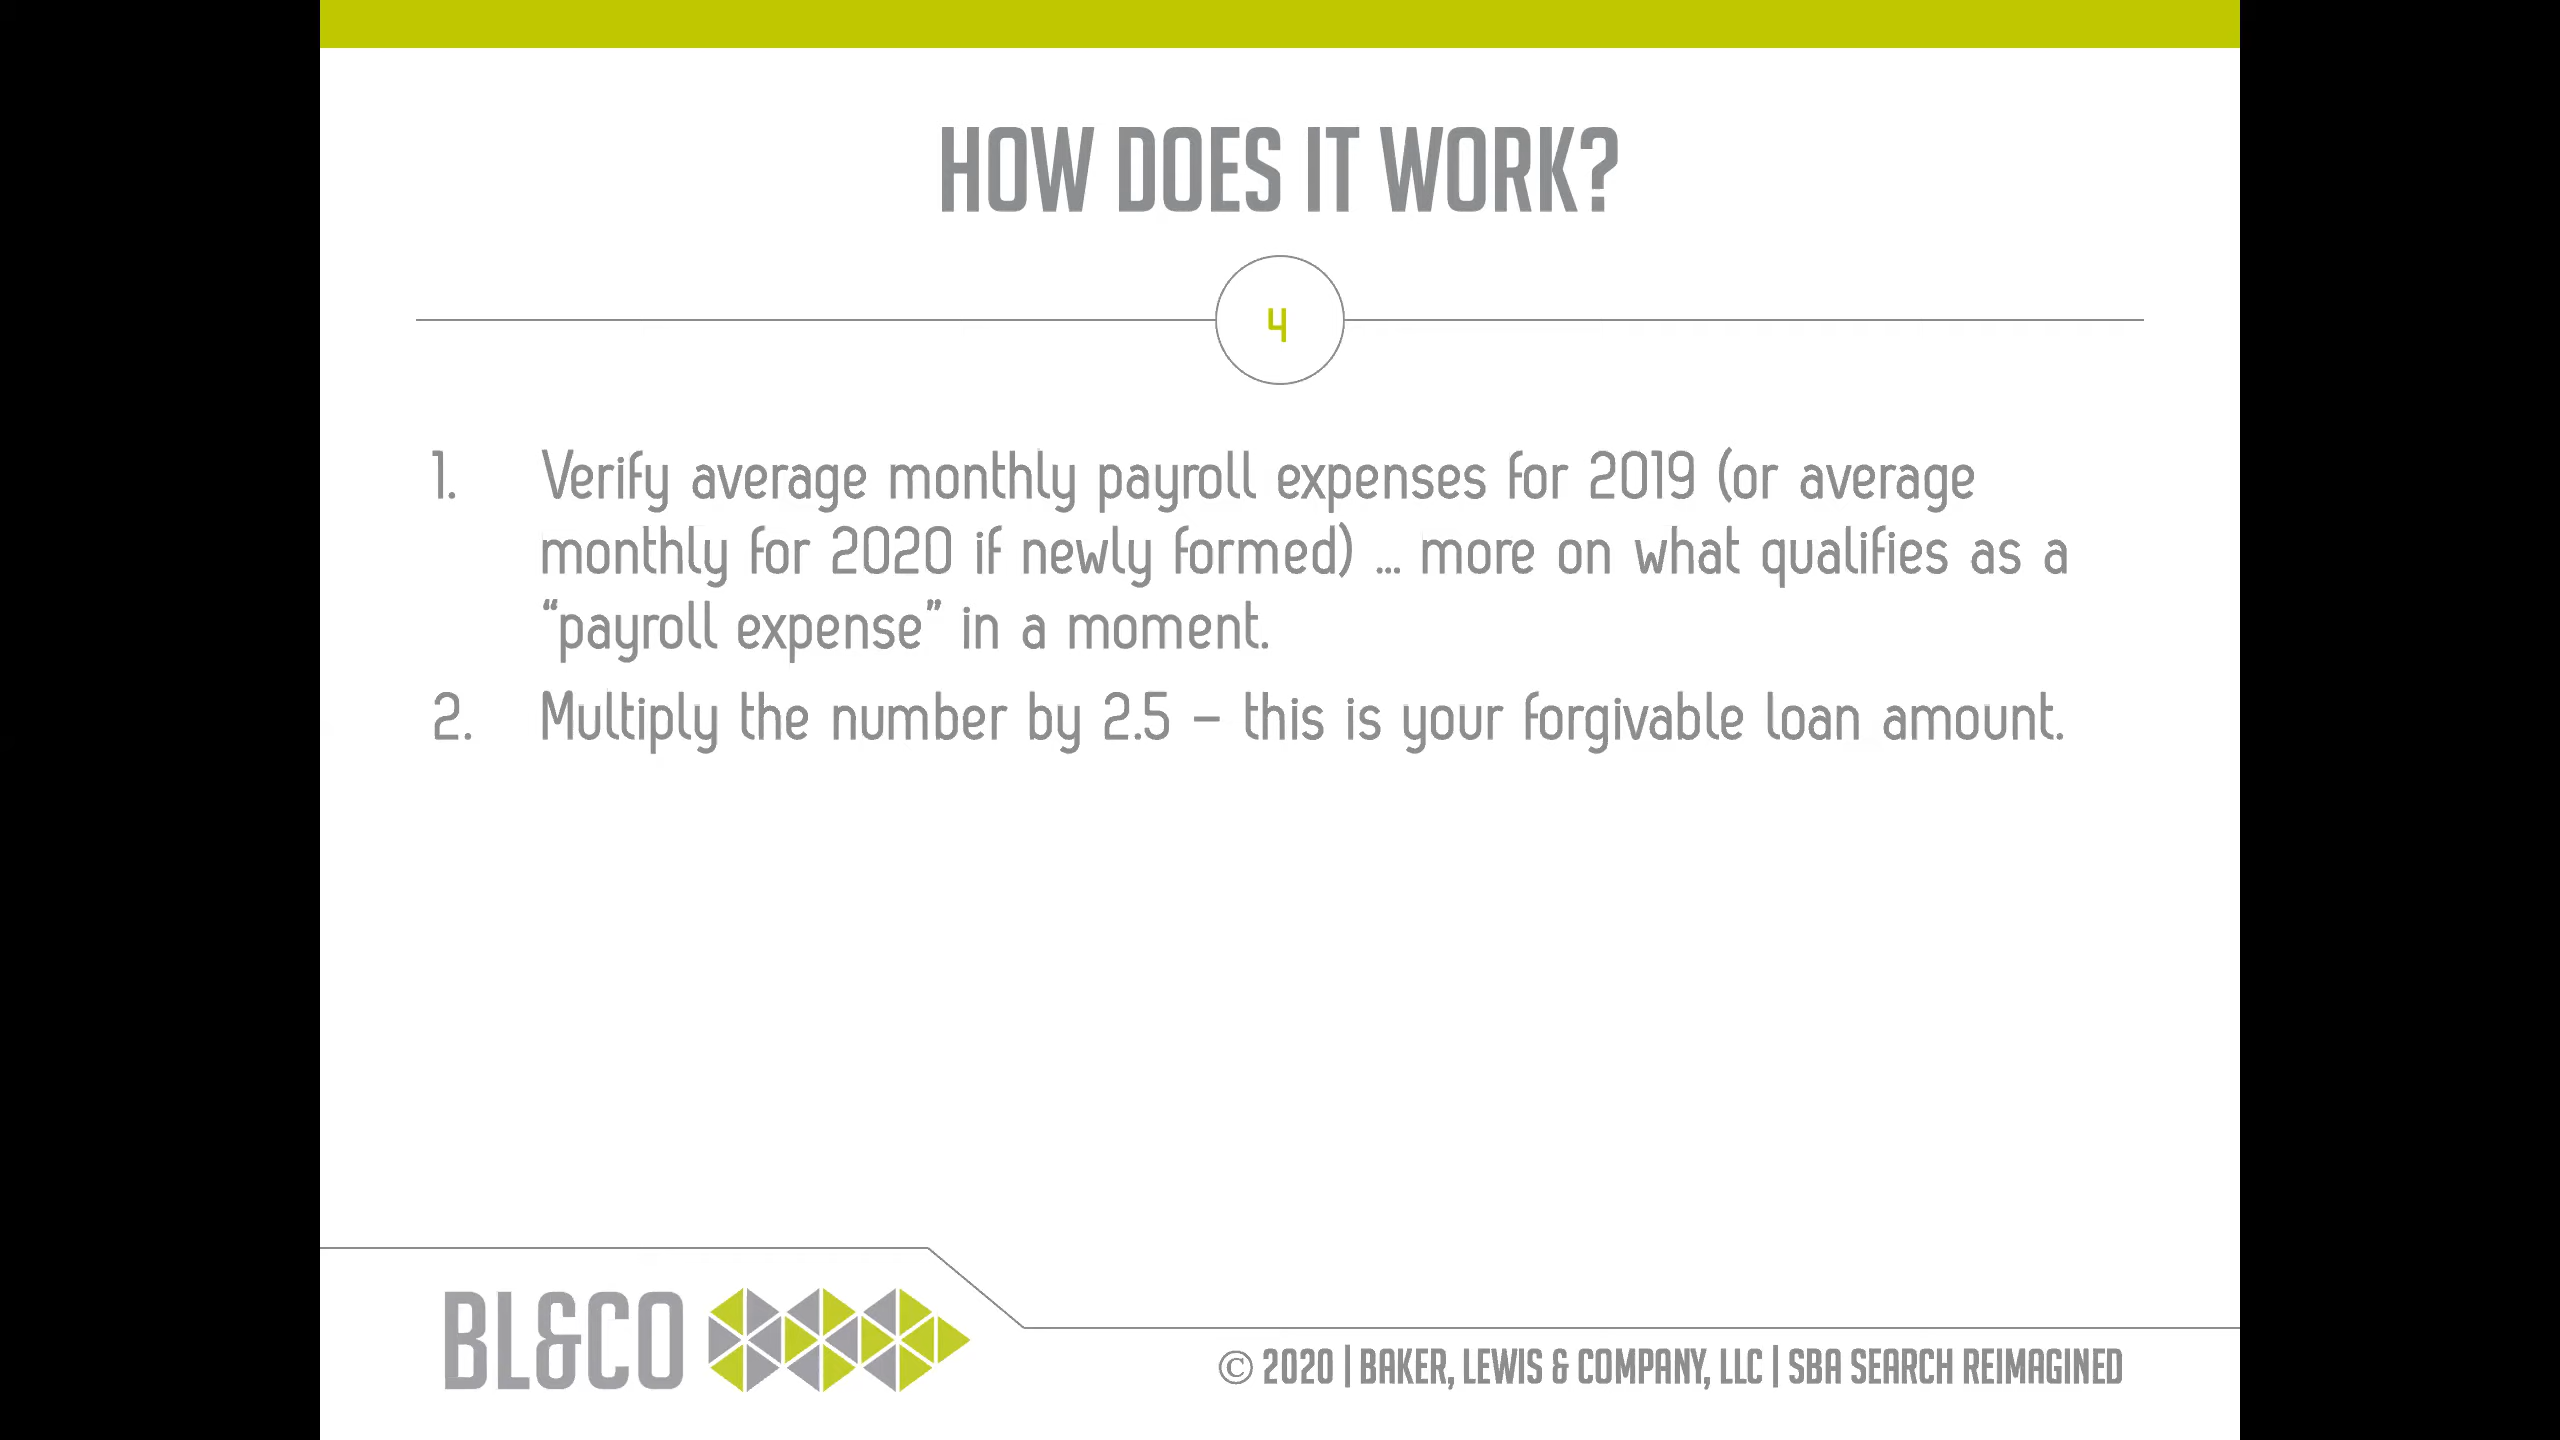 HOW DOES IT WORK?
4
1. Verify average monthly payroll expenses for 2019 (or average
monthly for 2020 if newly formed) … more on what qualifies as a
“payroll expense” in a moment.
2. Multiply the number by 2.5 – this is your forgivable loan amount.
BL&CO
© 2020 | BAKER, LEWIS & COMPANY, LLC | SBA SEARCH REIMAGINED